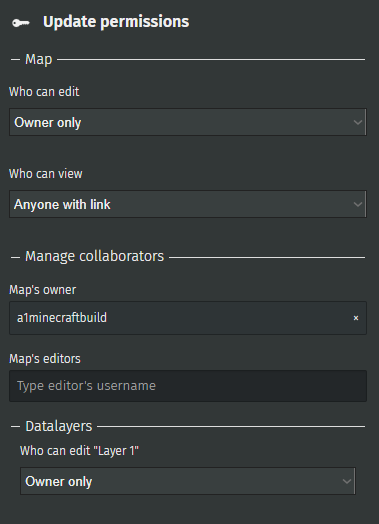 Update permissions
Map
Who can edit
Owner only
Who can view
Anyone with link
Manage collaborators
Map's owner
a1minecraftbuild ×
Map's editors
Type editor's username
Datalayers
Who can edit "Layer 1"
Owner only